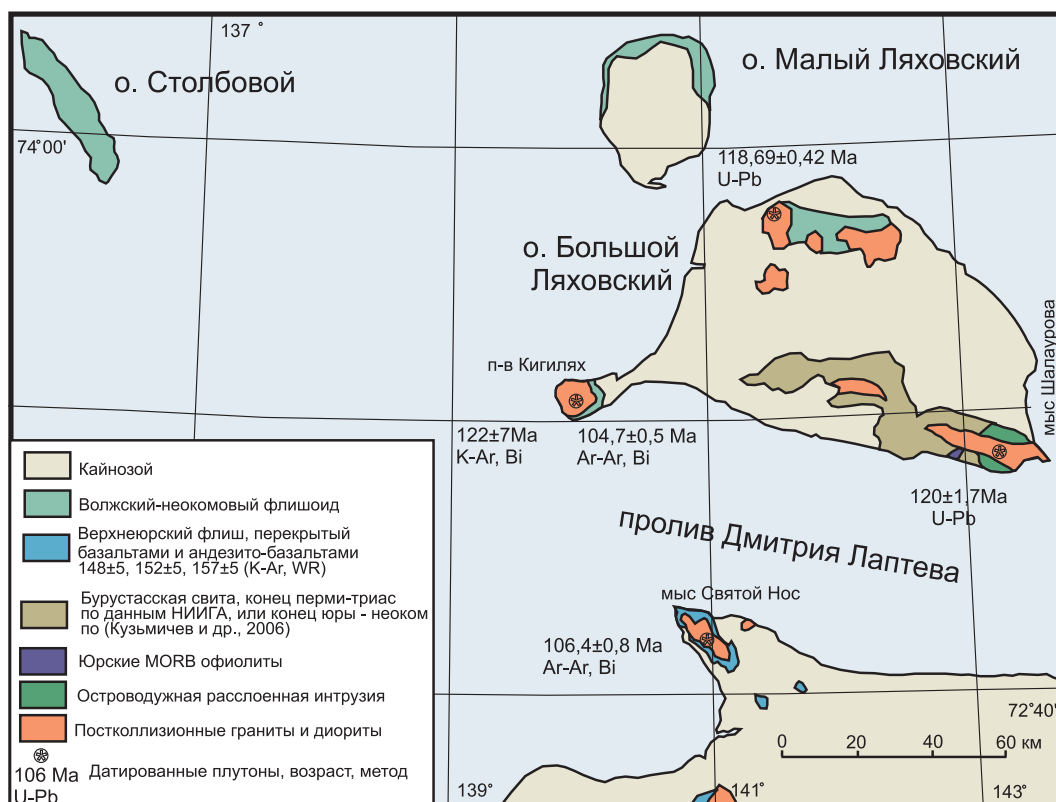 137 °
о. Столбовой
о. Малый Ляховский
74°00'
118,69±0,42 Ma
U-Pb
о. Большой
Ляховский
п-в Кигилях
мыс Шалаурова
122±7Ma
K-Ar, Bi
104,7±0,5 Ma
Ar-Ar, Bi
120±1,7Ma
U-Pb
пролив Дмитрия Лаптева
мыс Святой Нос
106,4±0,8 Ma
Ar-Ar, Bi
72°40'
0 20 40 60 км
139° 141° 143°
Кайнозой
Волжский-неокомовый флишоид
Верхнеюрский флиш, перекрытый
базальтами и андезито-базальтами
148±5, 152±5, 157±5 (K-Ar, WR)
Бурустасская свита, конец перми-триас
по данным НИИГА, или конец юры - неоком
по (Кузьмичев и др., 2006)
Юрские MORB офиолиты
Островодужная расслоенная интрузия
Постколлизионные граниты и диориты
106 Ma
U-Pb
Датированные плутоны, возраст, метод